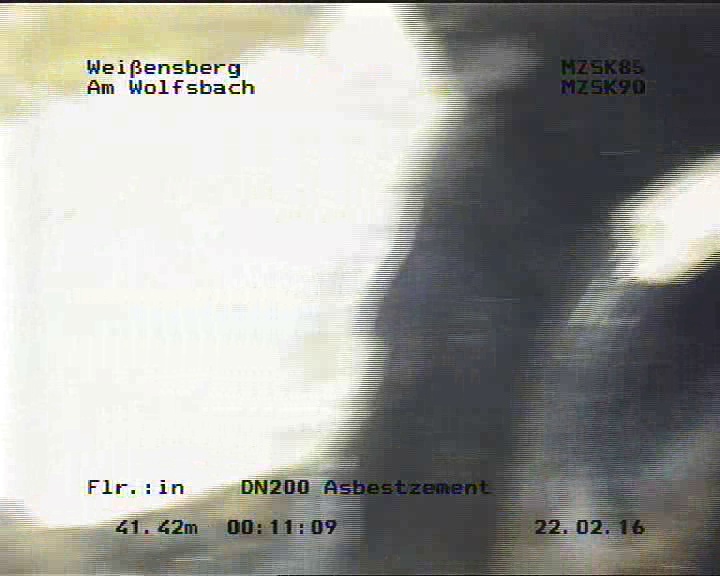 Weißensberg MZSK85
Am Wolfsbach MZSK90
Flr.:in DN200 Asbestzement
41.42m 00:11:09 22.02.16